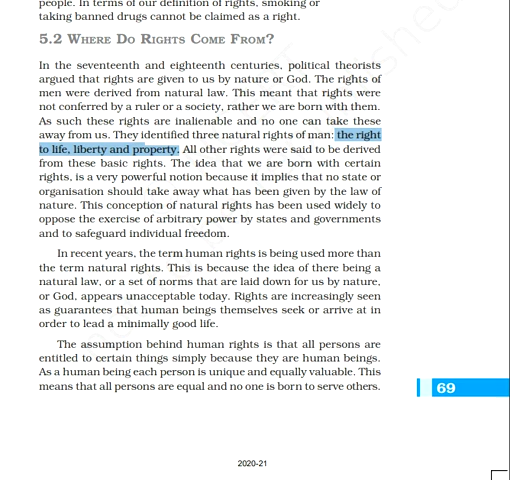 people. In terms of our definition of rights, smoking or
taking banned drugs cannot be claimed as a right.
5.2 WHERE DO RIGHTS COME FROM?
In the seventeenth and eighteenth centuries, political theorists
argued that rights are given to us by nature or God. The rights of
men were derived from natural law. This meant that rights were
not conferred by a ruler or a society, rather we are born with them.
As such these rights are inalienable and no one can take these
away from us. They identified three natural rights of man: the right
to life, liberty and property. All other rights were said to be derived
from these basic rights. The idea that we are born with certain
rights, is a very powerful notion because it implies that no state or
organisation should take away what has been given by the law of
nature. This conception of natural rights has been used widely to
oppose the exercise of arbitrary power by states and governments
and to safeguard individual freedom.
In recent years, the term human rights is being used more than
the term natural rights. This is because the idea of there being a
natural law, or a set of norms that are laid down for us by nature,
or God, appears unacceptable today. Rights are increasingly seen
as guarantees that human beings themselves seek or arrive at in
order to lead a minimally good life.
The assumption behind human rights is that all persons are
entitled to certain things simply because they are human beings.
As a human being each person is unique and equally valuable. This
means that all persons are equal and no one is born to serve others.
69
2020-21